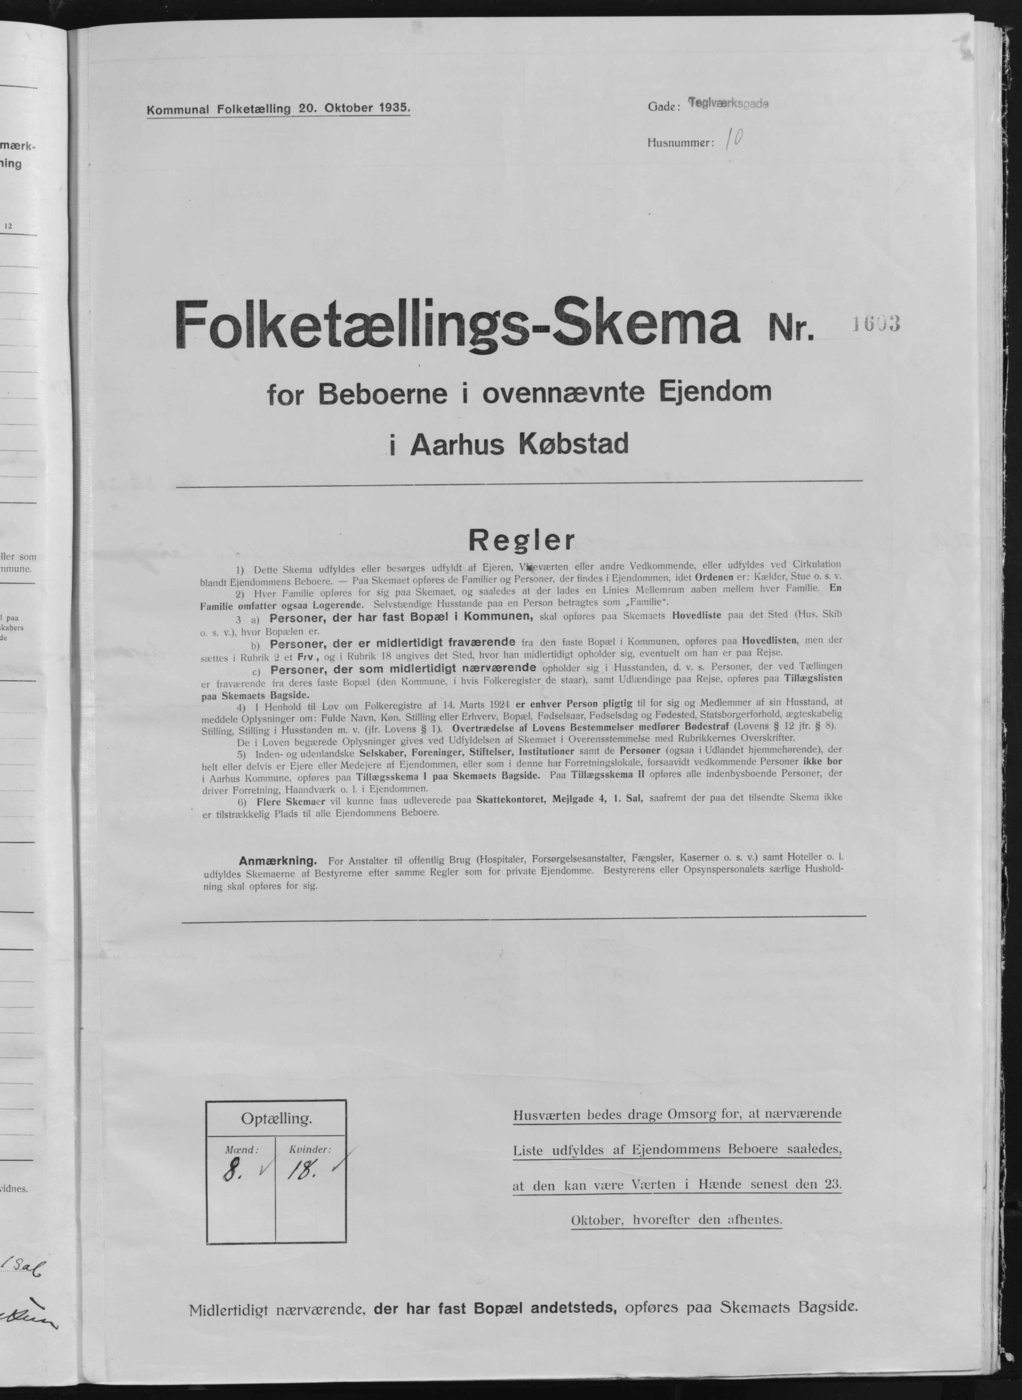 mærk-
ning
12
ller som
mmune.
l paa
skabers
de
vidnes.
1 Sal
Kommunal Folketælling 20. Oktober 1935.
Gade: Teglværksgade
Husnummer: 10
Folketællings-Skema Nr. 1603
for Beboerne i ovennævnte Ejendom
i Aarhus Købstad
Regler
1) Dette Skema udfyldes eller besørges udfyldt af Ejeren, Viceværten eller andre Vedkommende, eller udfyldes ved Cirkulation
blandt Ejendommens Beboere. — Paa Skemaet opføres de Familier og Personer, der findes i Ejendommen, idet Ordenen er: Kælder, Stue o. s. v.
2) Hver Familie opføres for sig paa Skemaet, og saaledes at der lades en Linies Mellemrum aaben mellem hver Familie. En
Familie omfatter ogsaa Logerende. Selvstændige Husstande paa en Person betragtes som „Familie".
3 a) Personer, der har fast Bopæl i Kommunen, skal opføres paa Skemaets Hovedliste paa det Sted (Hus, Skib
o. s. v.), hvor Bopælen er.
b) Personer, der er midlertidigt fraværende fra den faste Bopæl i Kommunen, opføres paa Hovedlisten, men der
sættes i Rubrik 2 et Frv., og i Rubrik 18 angives det Sted, hvor han midlertidigt opholder sig, eventuelt om han er paa Rejse.
c) Personer, der som midlertidigt nærværende opholder sig i Husstanden, d. v. s. Personer, der ved Tællingen
er fraværende fra deres faste Bopæl (den Kommune, i hvis Folkeregister de staar), samt Udlændinge paa Rejse, opføres paa Tillægslisten
paa Skemaets Bagside.
4) I Henhold til Lov om Folkeregistre af 14. Marts 1924 er enhver Person pligtig til for sig og Medlemmer af sin Husstand, at
meddele Oplysninger om: Fulde Navn, Køn, Stilling eller Erhverv, Bopæl, Fødselsaar, Fødselsdag og Fødested, Statsborgerforhold, ægteskabelig
Stilling, Stilling i Husstanden m. v. (jfr. Lovens § 1). Overtrædelse af Lovens Bestemmelser medfører Bødestraf (Lovens § 12 jfr. § 8).
De i Loven begærede Oplysninger gives ved Udfyldelsen af Skemaet i Overensstemmelse med Rubrikkernes Overskrifter.
5) Inden- og udenlandske Selskaber, Foreninger, Stiftelser, Institutioner samt de Personer (ogsaa i Udlandet hjemmehørende), der
helt eller delvis er Ejere eller Medejere af Ejendommen, eller som i denne har Forretningslokale, forsaavidt vedkommende Personer ikke bor
i Aarhus Kommune, opføres paa Tillægsskema I paa Skemaets Bagside. Paa Tillægsskema II opføres alle indenbysboende Personer, der
driver Forretning, Haandværk o. l. i Ejendommen.
6) Flere Skemaer vil kunne faas udleverede paa Skattekontoret, Mejlgade 4, 1. Sal, saafremt der paa det tilsendte Skema ikke
er tilstrækkelig Plads til alle Ejendommens Beboere.
Anmærkning. For Anstalter til offentlig Brug (Hospitaler, Forsørgelsesanstalter, Fængsler, Kaserner o. s. v.) samt Hoteller o. l.
udfyldes Skemaerne af Bestyrerne efter samme Regler som for private Ejendomme. Bestyrerens eller Opsynspersonalets særlige Hushold-
ning skal opføres for sig.
Optælling.
Mænd: Kvinder:
8. ✓ 18. ✓
Husværten bedes drage Omsorg for, at nærværende
Liste udfyldes af Ejendommens Beboere saaledes,
at den kan være Værten i Hænde senest den 23.
Oktober, hvorefter den afhentes.
Midlertidigt nærværende, der har fast Bopæl andetsteds, opføres paa Skemaets Bagside.